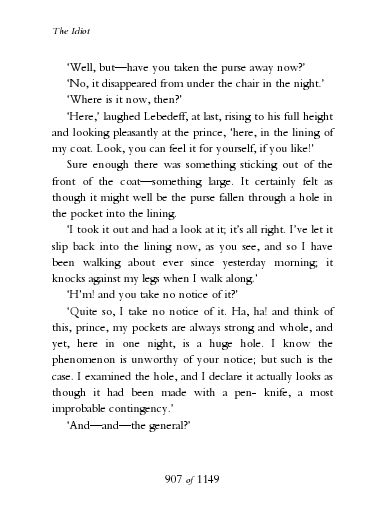 The Idiot
'Well, but—have you taken the purse away now?'
'No, it disappeared from under the chair in the night.'
'Where is it now, then?'
'Here,' laughed Lebedeff, at last, rising to his full height
and looking pleasantly at the prince, 'here, in the lining of
my coat. Look, you can feel it for yourself, if you like!'
Sure enough there was something sticking out of the
front of the coat—something large. It certainly felt as
though it might well be the purse fallen through a hole in
the pocket into the lining.
'I took it out and had a look at it; it's all right. I've let it
slip back into the lining now, as you see, and so I have
been walking about ever since yesterday morning; it
knocks against my legs when I walk along.'
'H'm! and you take no notice of it?'
'Quite so, I take no notice of it. Ha, ha! and think of
this, prince, my pockets are always strong and whole, and
yet, here in one night, is a huge hole. I know the
phenomenon is unworthy of your notice; but such is the
case. I examined the hole, and I declare it actually looks as
though it had been made with a pen- knife, a most
improbable contingency.'
'And—and—the general?'
907 of 1149